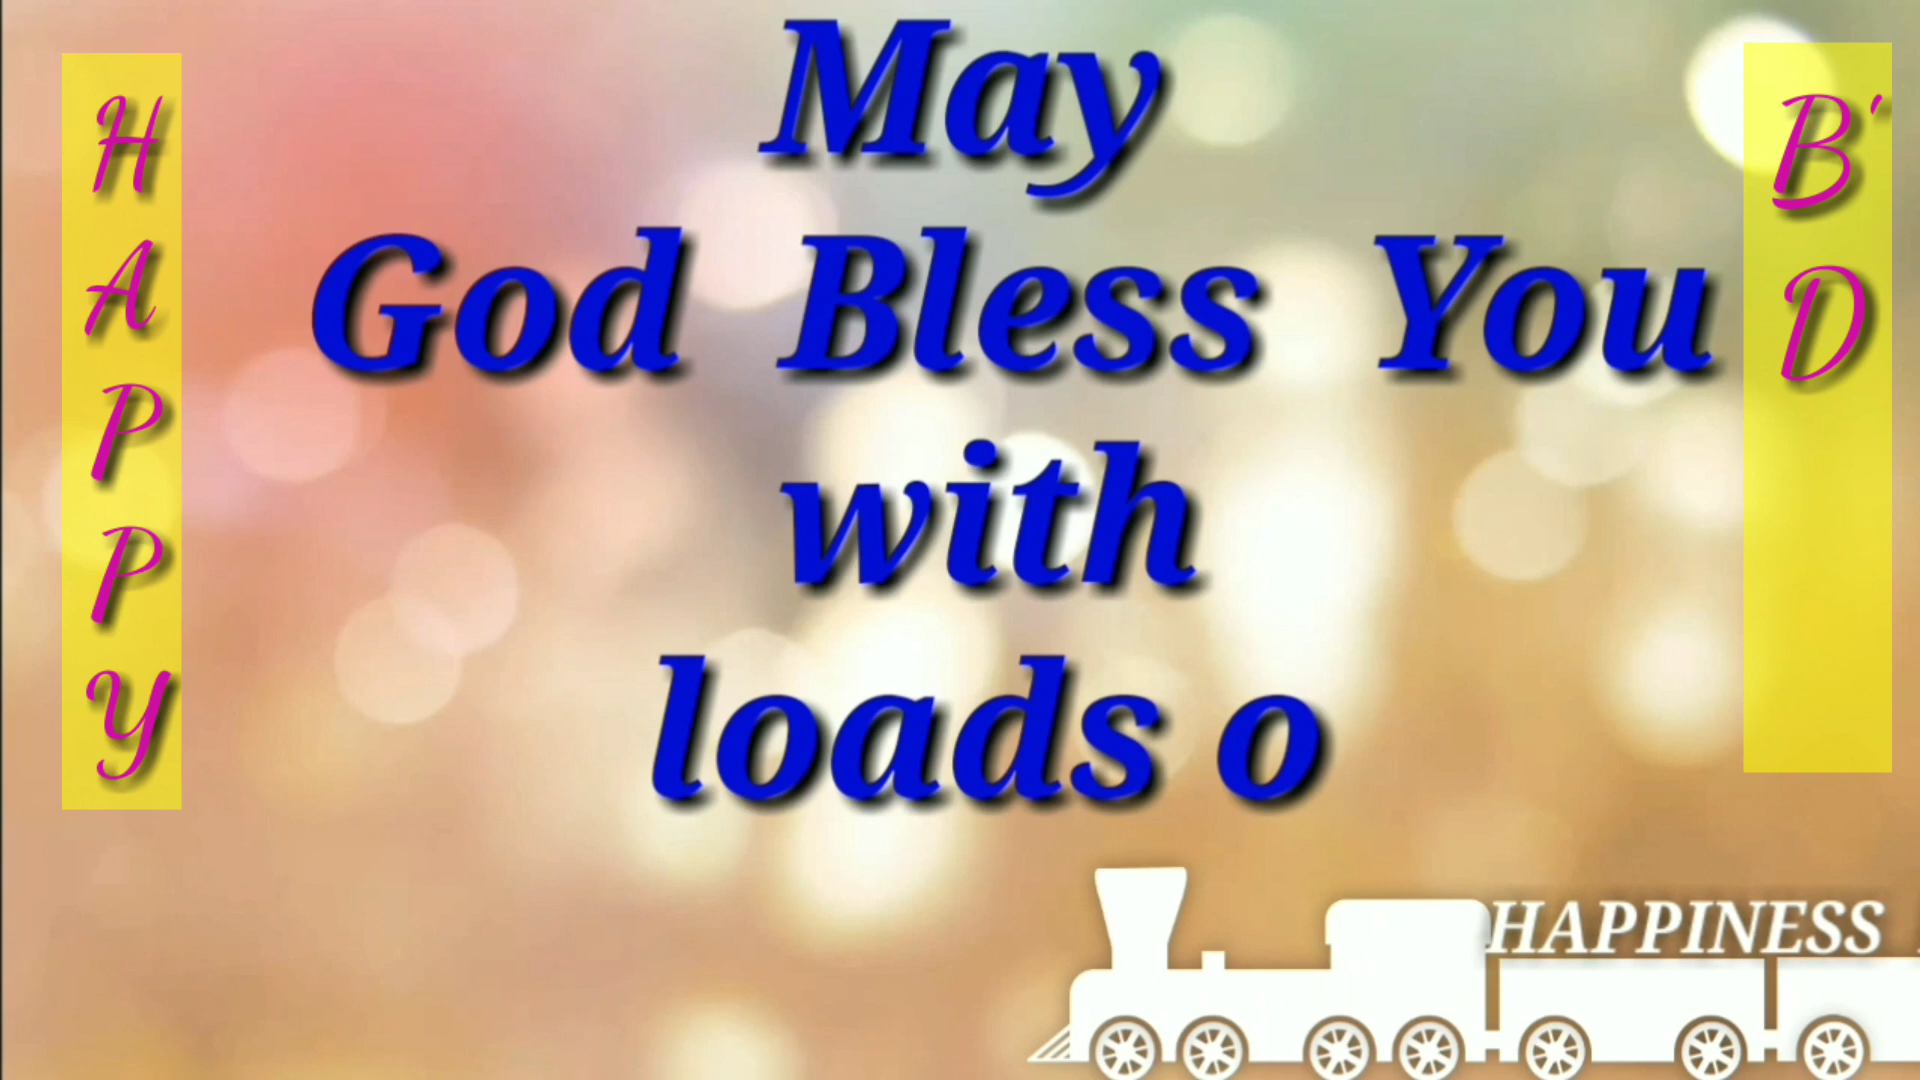 HAPPY
May
God Bless You
with
loads o
B'
D
HAPPINESS